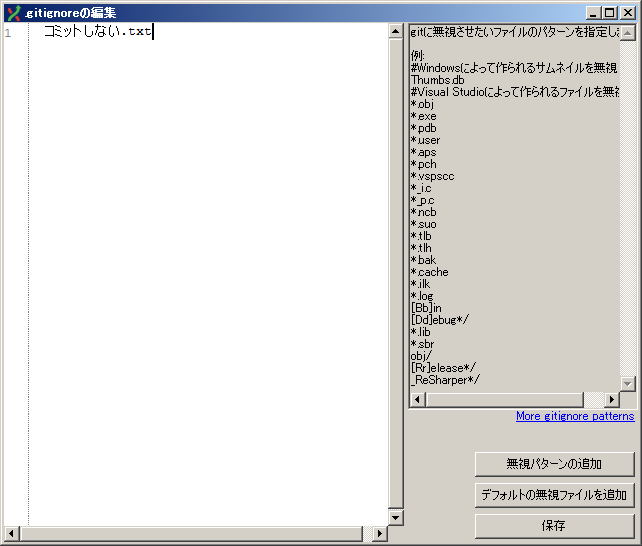 .gitignoreの編集
1
コミットしない.txt
gitに無視させたいファイルのパターンを指定し
例:
#Windowsによって作られるサムネイルを無視
Thumbs.db
#Visual Studioによって作られるファイルを無視
*.obj
*.exe
*.pdb
*.user
*.aps
*.pch
*.vspscc
*_i.c
*_p.c
*.ncb
*.suo
*.tlb
*.tlh
*.bak
*.cache
*.ilk
*.log
[Bb]in
[Dd]ebug*/
*.lib
*.sbr
obj/
[Rr]elease*/
_ReSharper*/
More gitignore patterns
無視パターンの追加
デフォルトの無視ファイルを追加
保存